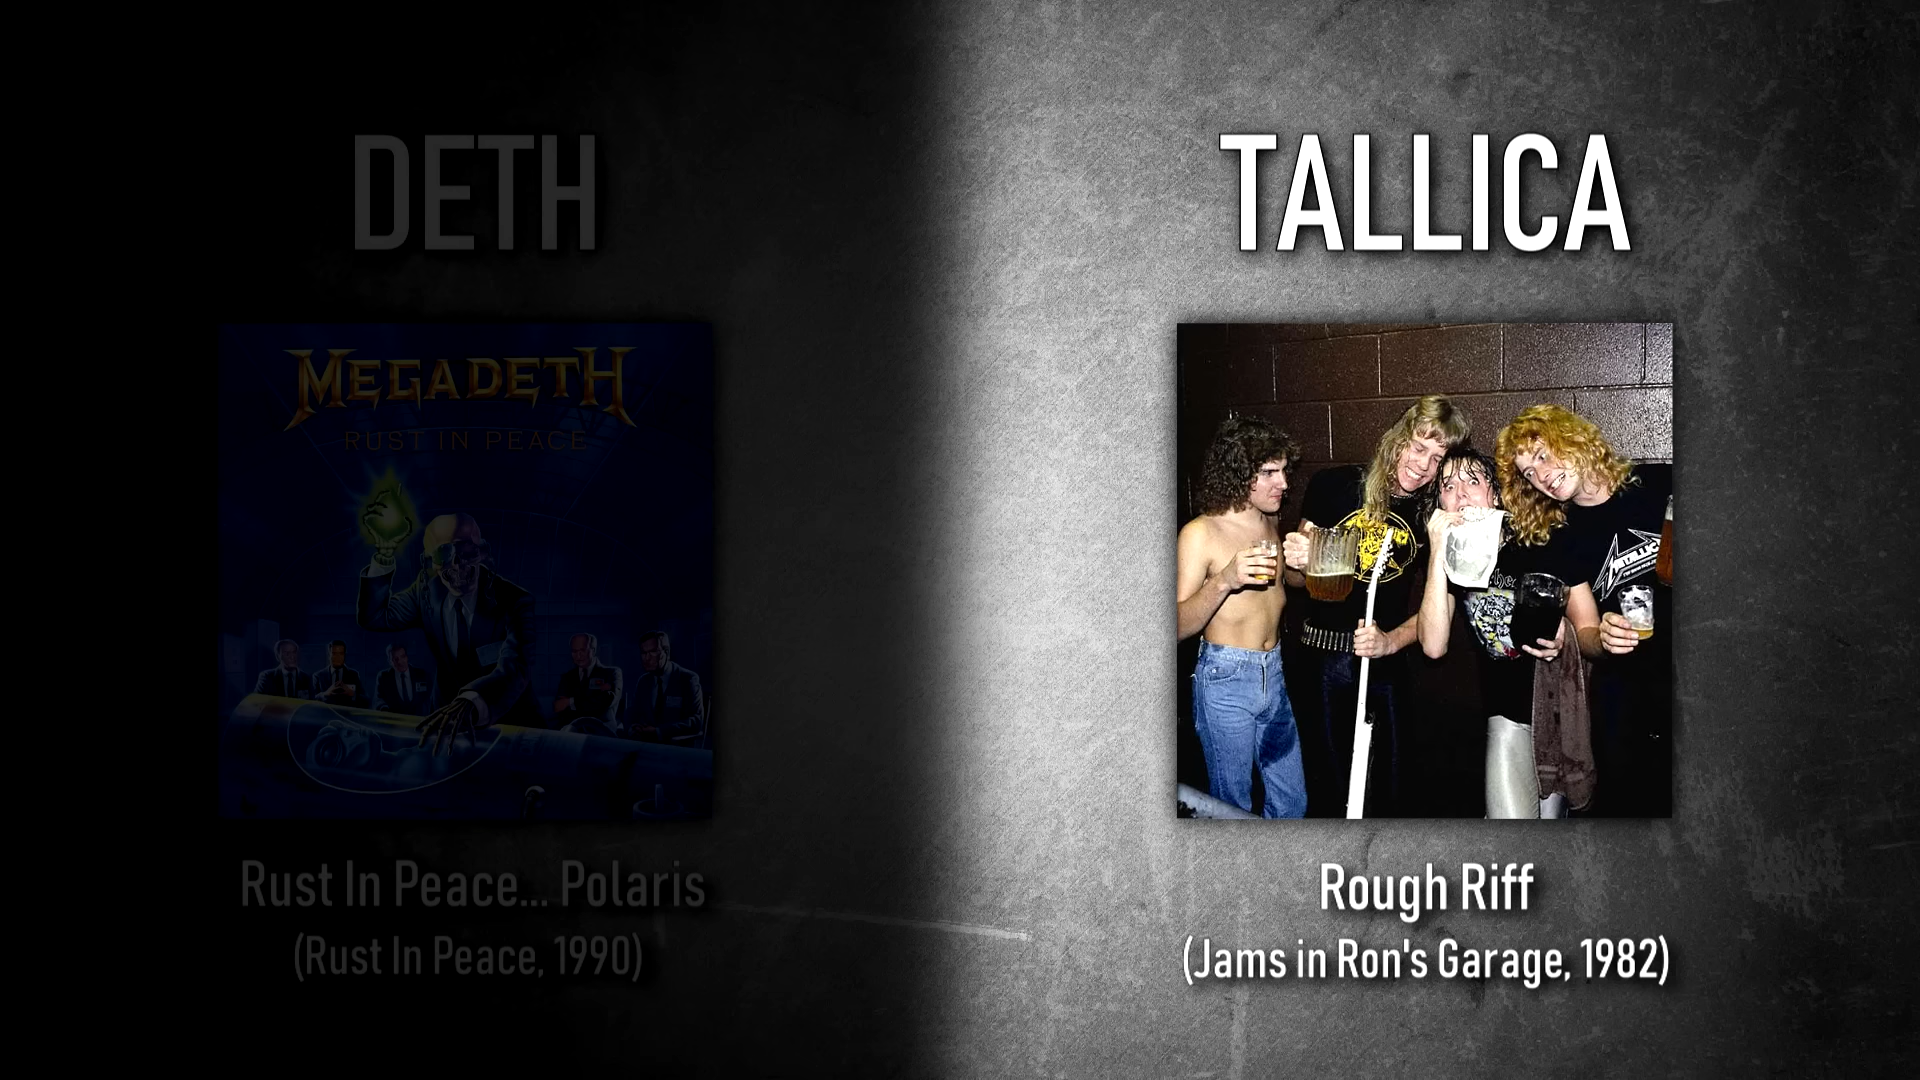 DETH
TALLICA
MEGADETH
RUST IN PEACE
METALLICA
Rust In Peace... Polaris
(Rust In Peace, 1990)
Rough Riff
(Jams in Ron's Garage, 1982)